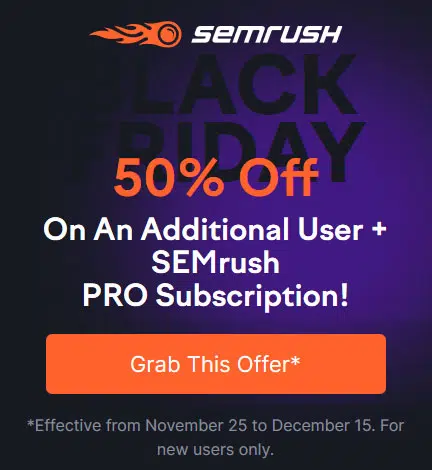 semrush
BLACK
FRIDAY
50% Off
On An Additional User +
SEMrush
PRO Subscription!
Grab This Offer*
*Effective from November 25 to December 15. For
new users only.